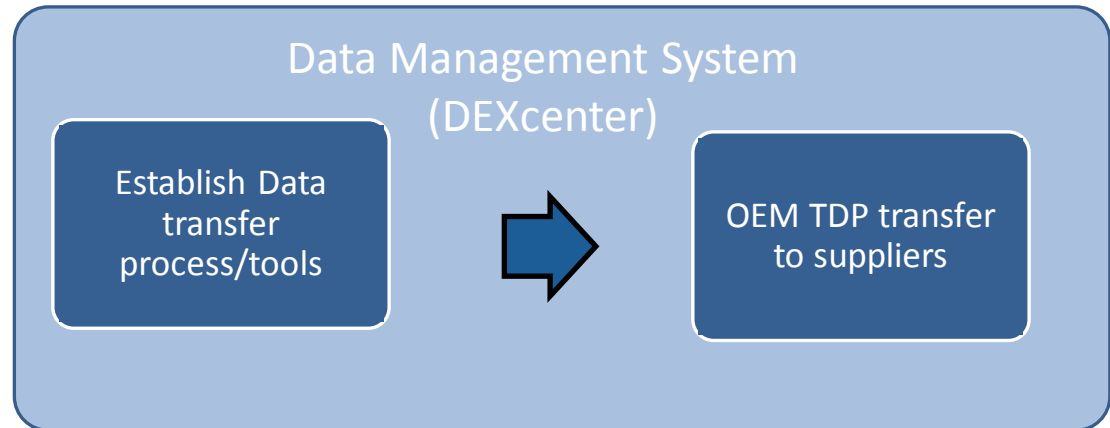 Data Management System
(DEXcenter)
Establish Data
transfer
process/tools
OEM TDP transfer
to suppliers